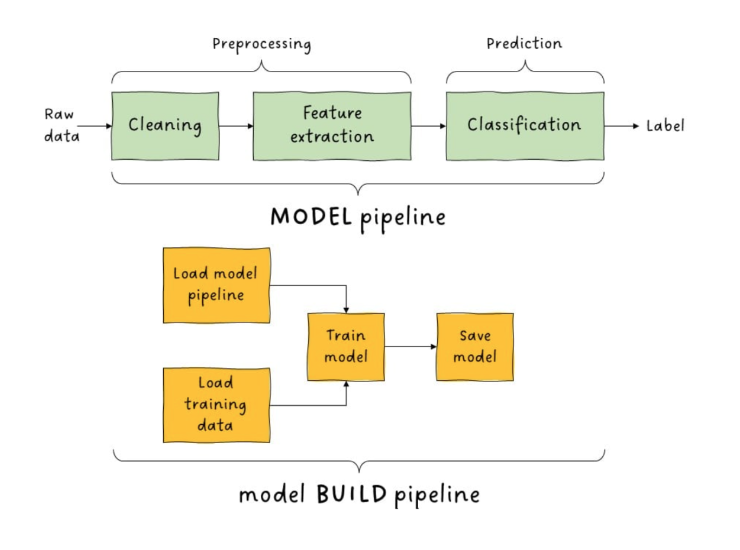 Preprocessing
Prediction
Raw
data
Cleaning
Feature
extraction
Classification
Label
MODEL pipeline
Load model
pipeline
Train
model
Save
model
Load
training
data
model BUILD pipeline